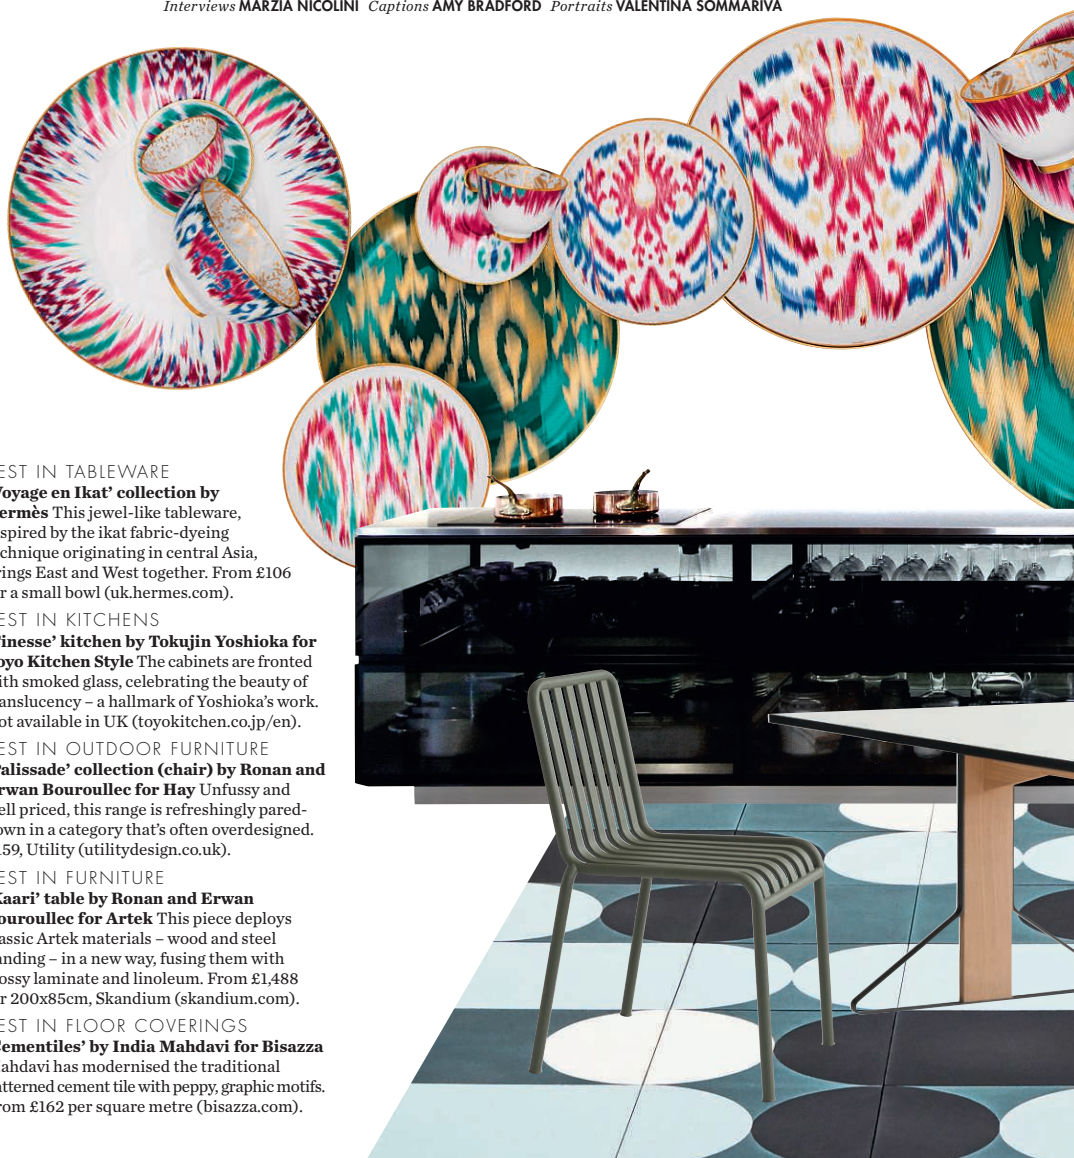 Interviews MARZIA NICOLINI Captions AMY BRADFORD Portraits VALENTINA SOMMARIVA
EST IN TABLEWARE
Voyage en Ikat’ collection by
ermès This jewel-like tableware,
spired by the ikat fabric-dyeing
chnique originating in central Asia,
rings East and West together. From £106
r a small bowl (uk.hermes.com).
EST IN KITCHENS
Finesse’ kitchen by Tokujin Yoshioka for
oyo Kitchen Style The cabinets are fronted
ith smoked glass, celebrating the beauty of
anslucency – a hallmark of Yoshioka’s work.
ot available in UK (toyokitchen.co.jp/en).
EST IN OUTDOOR FURNITURE
Palissade’ collection (chair) by Ronan and
rwan Bouroullec for Hay Unfussy and
ell priced, this range is refreshingly pared-
own in a category that’s often overdesigned.
159, Utility (utilitydesign.co.uk).
EST IN FURNITURE
Kaari’ table by Ronan and Erwan
ouroullec for Artek This piece deploys
assic Artek materials – wood and steel
anding – in a new way, fusing them with
ossy laminate and linoleum. From £1,488
r 200x85cm, Skandium (skandium.com).
EST IN FLOOR COVERINGS
Cementiles’ by India Mahdavi for Bisazza
ahdavi has modernised the traditional
atterned cement tile with peppy, graphic motifs.
rom £162 per square metre (bisazza.com).